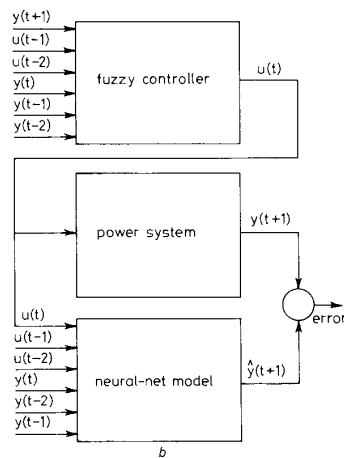 y(t+1)
u(t-1)
u(t-2)
y(t)
y(t-1)
y(t-2)
fuzzy controller
u(t)
power system
y(t+1)
error
u(t)
u(t-1)
u(t-2)
y(t)
y(t-2)
y(t-1)
neural-net model
ŷ(t+1)
b